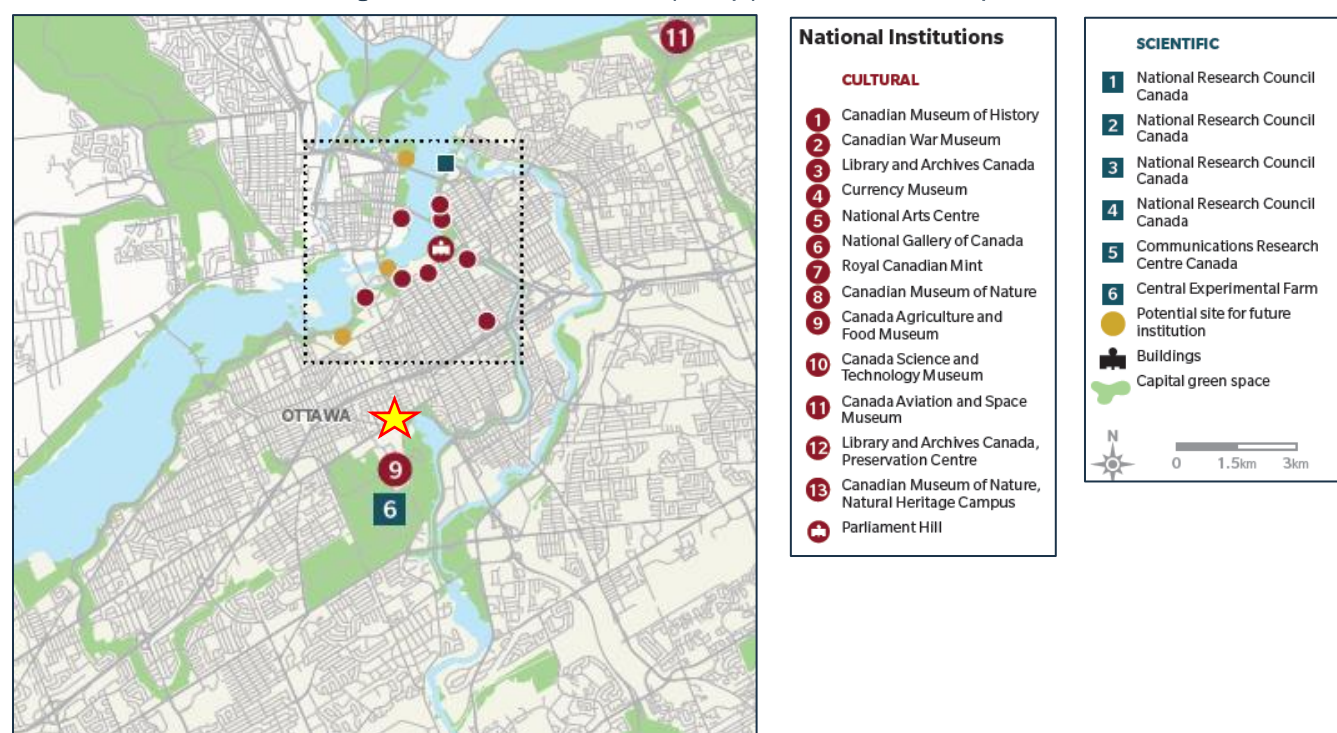 11
OTTAWA
9
6
National Institutions
CULTURAL
1 Canadian Museum of History
2 Canadian War Museum
3 Library and Archives Canada
4 Currency Museum
5 National Arts Centre
6 National Gallery of Canada
7 Royal Canadian Mint
8 Canadian Museum of Nature
9 Canada Agriculture and
Food Museum
10 Canada Science and
Technology Museum
11 Canada Aviation and Space
Museum
12 Library and Archives Canada,
Preservation Centre
13 Canadian Museum of Nature,
Natural Heritage Campus
Parliament Hill
SCIENTIFIC
1 National Research Council
Canada
2 National Research Council
Canada
3 National Research Council
Canada
4 National Research Council
Canada
5 Communications Research
Centre Canada
6 Central Experimental Farm
Potential site for future
institution
Buildings
Capital green space
N
0 1.5km 3km